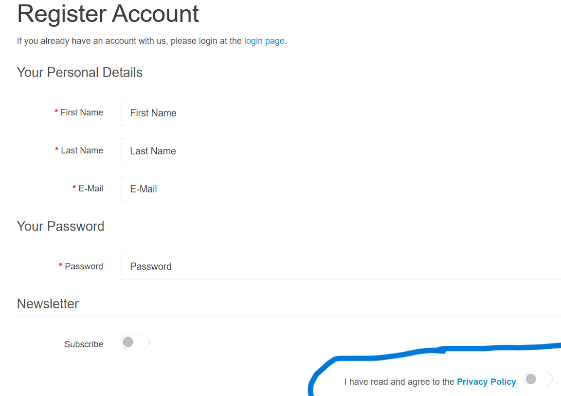 Register Account
If you already have an account with us, please login at the login page.
Your Personal Details
* First Name First Name
* Last Name Last Name
* E-Mail E-Mail
Your Password
* Password Password
Newsletter
Subscribe
I have read and agree to the Privacy Policy